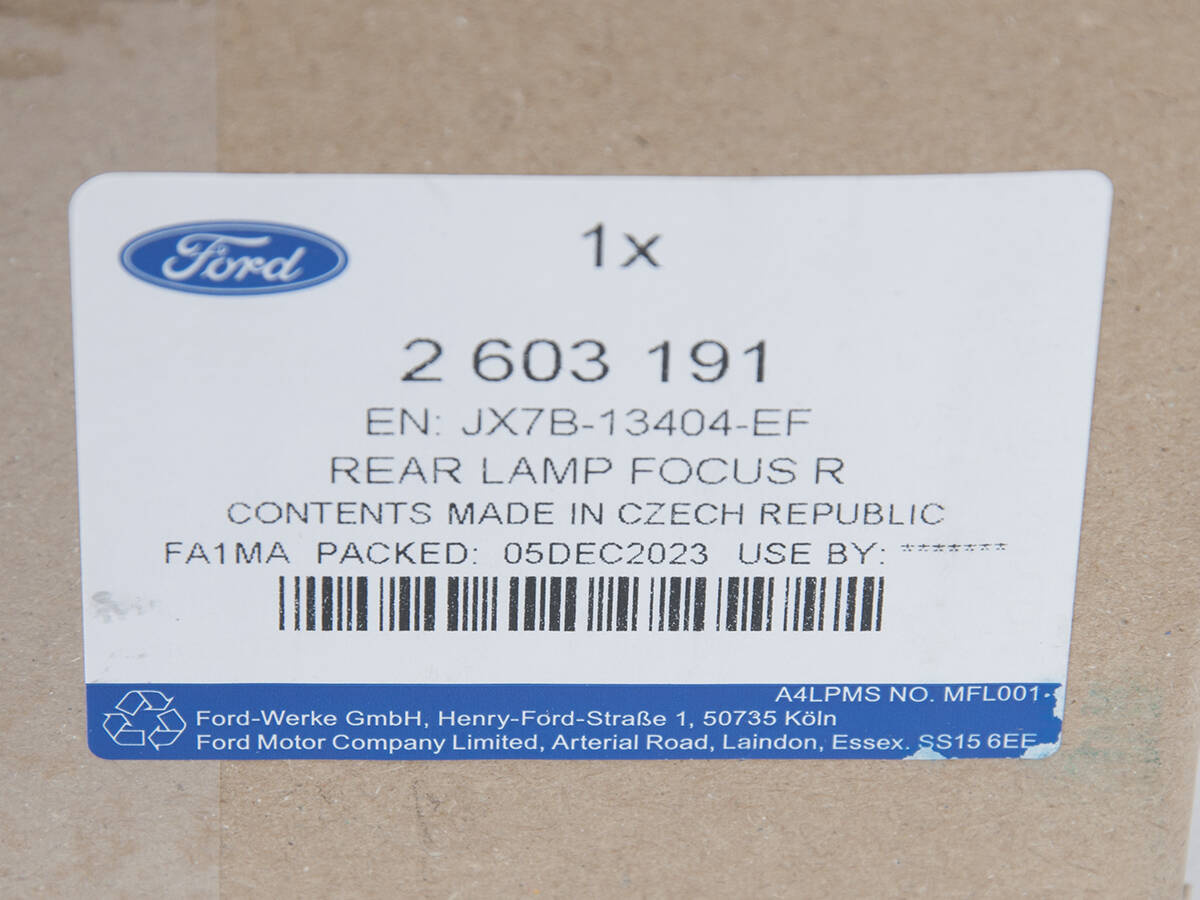 Ford
1x
2 603 191
EN: JX7B-13404-EF
REAR LAMP FOCUS R
CONTENTS MADE IN CZECH REPUBLIC
FA1MA PACKED: 05DEC2023 USE BY: *******
A4LPMS NO. MFL001-
Ford-Werke GmbH, Henry-Ford-Straße 1, 50735 Köln
Ford Motor Company Limited, Arterial Road, Laindon, Essex. SS15 6EE